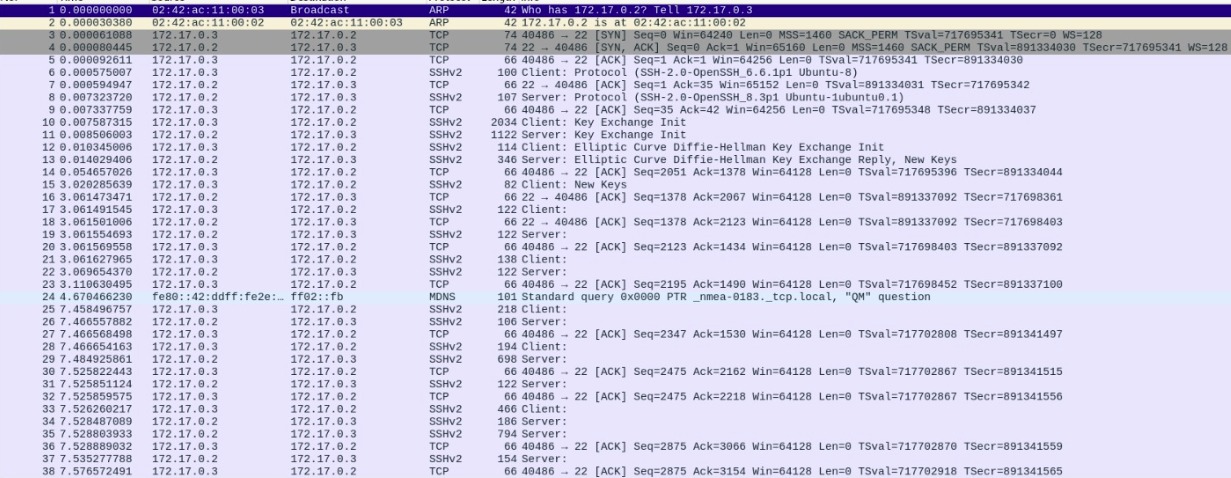 1 0.000000000 02:42:ac:11:00:03 Broadcast ARP 42 Who has 172.17.0.2? Tell 172.17.0.3
2 0.000030380 02:42:ac:11:00:02 02:42:ac:11:00:03 ARP 42 172.17.0.2 is at 02:42:ac:11:00:02
3 0.000061088 172.17.0.3 172.17.0.2 TCP 74 40486 → 22 [SYN] Seq=0 Win=64240 Len=0 MSS=1460 SACK_PERM TSval=717695341 TSecr=0 WS=128
4 0.000080445 172.17.0.2 172.17.0.3 TCP 74 22 → 40486 [SYN, ACK] Seq=0 Ack=1 Win=65160 Len=0 MSS=1460 SACK_PERM TSval=891334030 TSecr=717695341 WS=128
5 0.000092611 172.17.0.3 172.17.0.2 TCP 66 40486 → 22 [ACK] Seq=1 Ack=1 Win=64256 Len=0 TSval=717695341 TSecr=891334030
6 0.000575007 172.17.0.3 172.17.0.2 SSHv2 100 Client: Protocol (SSH-2.0-OpenSSH_6.6.1p1 Ubuntu-8)
7 0.000594947 172.17.0.2 172.17.0.3 TCP 66 22 → 40486 [ACK] Seq=1 Ack=35 Win=65152 Len=0 TSval=891334031 TSecr=717695342
8 0.007323720 172.17.0.2 172.17.0.3 SSHv2 107 Server: Protocol (SSH-2.0-OpenSSH_8.3p1 Ubuntu-1ubuntu0.1)
9 0.007337759 172.17.0.3 172.17.0.2 TCP 66 40486 → 22 [ACK] Seq=35 Ack=42 Win=64256 Len=0 TSval=717695348 TSecr=891334037
10 0.007587315 172.17.0.3 172.17.0.2 SSHv2 2034 Client: Key Exchange Init
11 0.008506003 172.17.0.2 172.17.0.3 SSHv2 1122 Server: Key Exchange Init
12 0.010345006 172.17.0.3 172.17.0.2 SSHv2 114 Client: Elliptic Curve Diffie-Hellman Key Exchange Init
13 0.014029406 172.17.0.2 172.17.0.3 SSHv2 346 Server: Elliptic Curve Diffie-Hellman Key Exchange Reply, New Keys
14 0.054657026 172.17.0.3 172.17.0.2 TCP 66 40486 → 22 [ACK] Seq=2051 Ack=1378 Win=64128 Len=0 TSval=717695396 TSecr=891334044
15 3.020285639 172.17.0.3 172.17.0.2 SSHv2 82 Client: New Keys
16 3.061473471 172.17.0.2 172.17.0.3 TCP 66 22 → 40486 [ACK] Seq=1378 Ack=2067 Win=64128 Len=0 TSval=891337092 TSecr=717698361
17 3.061491545 172.17.0.3 172.17.0.2 SSHv2 122 Client:
18 3.061501006 172.17.0.2 172.17.0.3 TCP 66 22 → 40486 [ACK] Seq=1378 Ack=2123 Win=64128 Len=0 TSval=891337092 TSecr=717698403
19 3.061554693 172.17.0.2 172.17.0.3 SSHv2 122 Server:
20 3.061569558 172.17.0.3 172.17.0.2 TCP 66 40486 → 22 [ACK] Seq=2123 Ack=1434 Win=64128 Len=0 TSval=717698403 TSecr=891337092
21 3.061627965 172.17.0.3 172.17.0.2 SSHv2 138 Client:
22 3.069654370 172.17.0.2 172.17.0.3 SSHv2 122 Server:
23 3.110630495 172.17.0.3 172.17.0.2 TCP 66 40486 → 22 [ACK] Seq=2195 Ack=1490 Win=64128 Len=0 TSval=717698452 TSecr=891337100
24 4.670466230 fe80::42:ddff:fe2e:… ff02::fb MDNS 101 Standard query 0x0000 PTR _nmea-0183._tcp.local, "QM" question
25 7.458496757 172.17.0.3 172.17.0.2 SSHv2 218 Client:
26 7.466557882 172.17.0.2 172.17.0.3 SSHv2 106 Server:
27 7.466568498 172.17.0.3 172.17.0.2 TCP 66 40486 → 22 [ACK] Seq=2347 Ack=1530 Win=64128 Len=0 TSval=717702808 TSecr=891341497
28 7.466654163 172.17.0.3 172.17.0.2 SSHv2 194 Client:
29 7.484925861 172.17.0.2 172.17.0.3 SSHv2 698 Server:
30 7.525822443 172.17.0.3 172.17.0.2 TCP 66 40486 → 22 [ACK] Seq=2475 Ack=2162 Win=64128 Len=0 TSval=717702867 TSecr=891341515
31 7.525851124 172.17.0.2 172.17.0.3 SSHv2 122 Server:
32 7.525859575 172.17.0.3 172.17.0.2 TCP 66 40486 → 22 [ACK] Seq=2475 Ack=2218 Win=64128 Len=0 TSval=717702867 TSecr=891341556
33 7.526260217 172.17.0.3 172.17.0.2 SSHv2 466 Client:
34 7.528487089 172.17.0.2 172.17.0.3 SSHv2 186 Server:
35 7.528803933 172.17.0.2 172.17.0.3 SSHv2 794 Server:
36 7.528889032 172.17.0.3 172.17.0.2 TCP 66 40486 → 22 [ACK] Seq=2875 Ack=3066 Win=64128 Len=0 TSval=717702870 TSecr=891341559
37 7.535277788 172.17.0.2 172.17.0.3 SSHv2 154 Server:
38 7.576572491 172.17.0.3 172.17.0.2 TCP 66 40486 → 22 [ACK] Seq=2875 Ack=3154 Win=64128 Len=0 TSval=717702918 TSecr=891341565